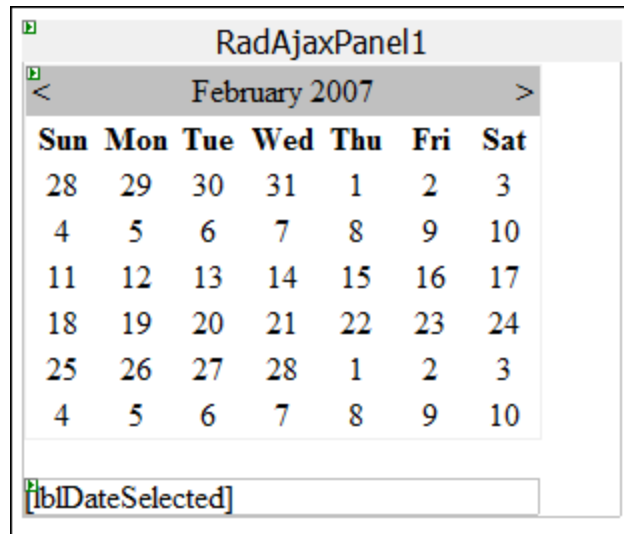 RadAjaxPanel1
< February 2007 >
Sun Mon Tue Wed Thu Fri Sat
28 29 30 31 1 2 3
4 5 6 7 8 9 10
11 12 13 14 15 16 17
18 19 20 21 22 23 24
25 26 27 28 1 2 3
4 5 6 7 8 9 10
[lblDateSelected]